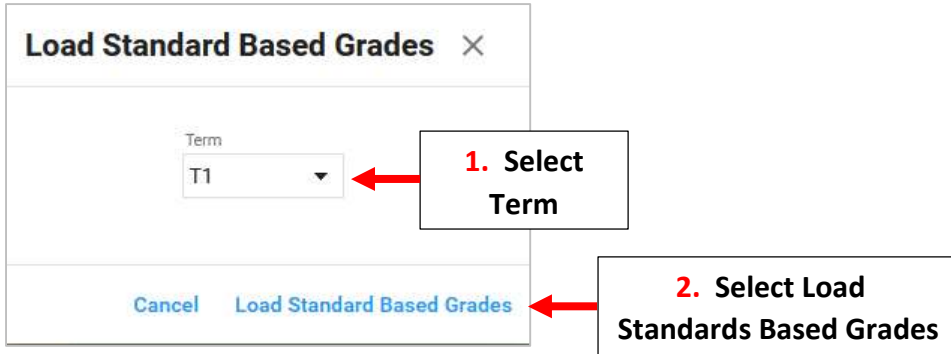 Load Standard Based Grades ×
Term
T1
1. Select
Term
Cancel Load Standard Based Grades
2. Select Load
Standards Based Grades